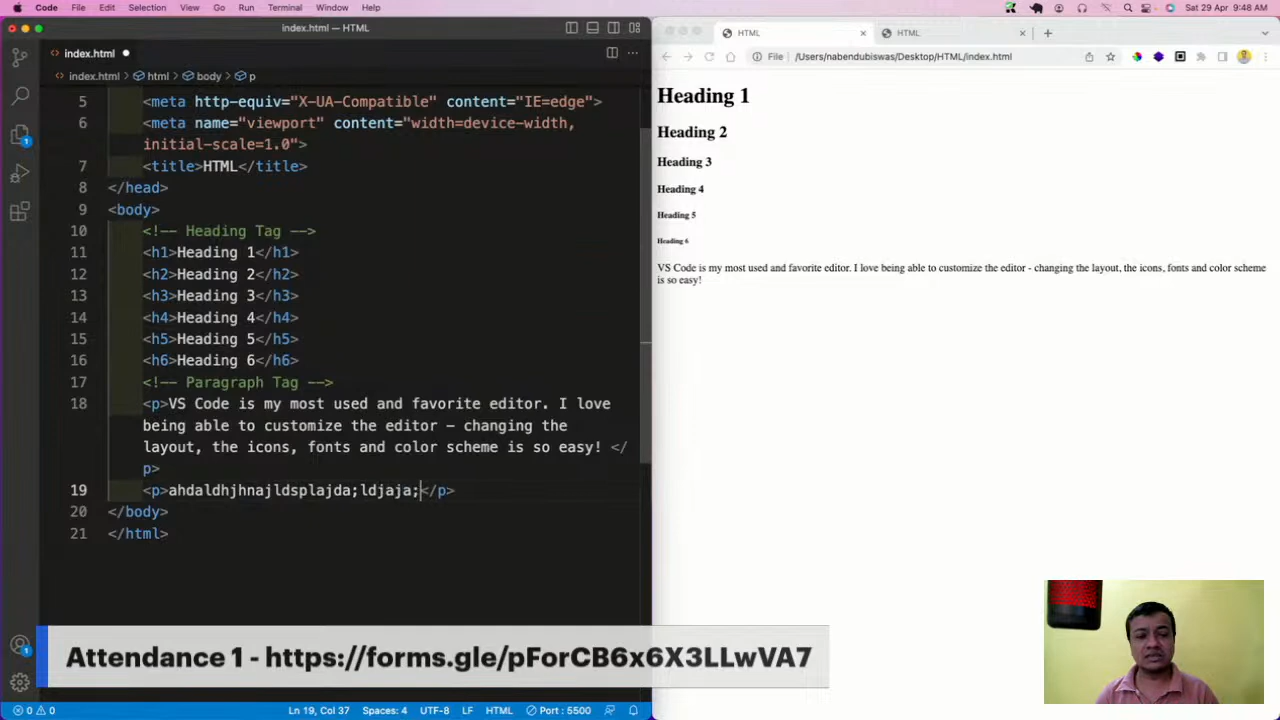 Code File Edit Selection View Go Run Terminal Window Help Sat 29 Apr 9:48 AM
index.html — HTML
index.html
index.html > html > body > p
5 <meta http-equiv="X-UA-Compatible" content="IE=edge">
6 <meta name="viewport" content="width=device-width,
initial-scale=1.0">
7 <title>HTML</title>
8 </head>
9 <body>
10 <!-- Heading Tag -->
11 <h1>Heading 1</h1>
12 <h2>Heading 2</h2>
13 <h3>Heading 3</h3>
14 <h4>Heading 4</h4>
15 <h5>Heading 5</h5>
16 <h6>Heading 6</h6>
17 <!-- Paragraph Tag -->
18 <p>VS Code is my most used and favorite editor. I love
being able to customize the editor – changing the
layout, the icons, fonts and color scheme is so easy! </
p>
19 <p>ahdaldhjhnajldsplajda;ldjaja;</p>
20 </body>
21 </html>
1
1
0 0 Ln 19, Col 37 Spaces: 4 UTF-8 LF HTML Port : 5500
HTML HTML
File /Users/nabendubiswas/Desktop/HTML/index.html
Heading 1
Heading 2
Heading 3
Heading 4
Heading 5
Heading 6
VS Code is my most used and favorite editor. I love being able to customize the editor - changing the layout, the icons, fonts and color scheme
is so easy!
Attendance 1 - https://forms.gle/pForCB6x6X3LLwVA7